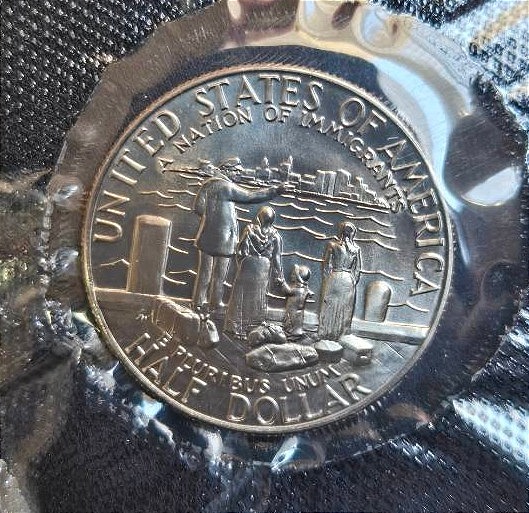 UNITED STATES OF AMERICA
A NATION OF IMMIGRANTS
E PLURIBUS UNUM
HALF DOLLAR